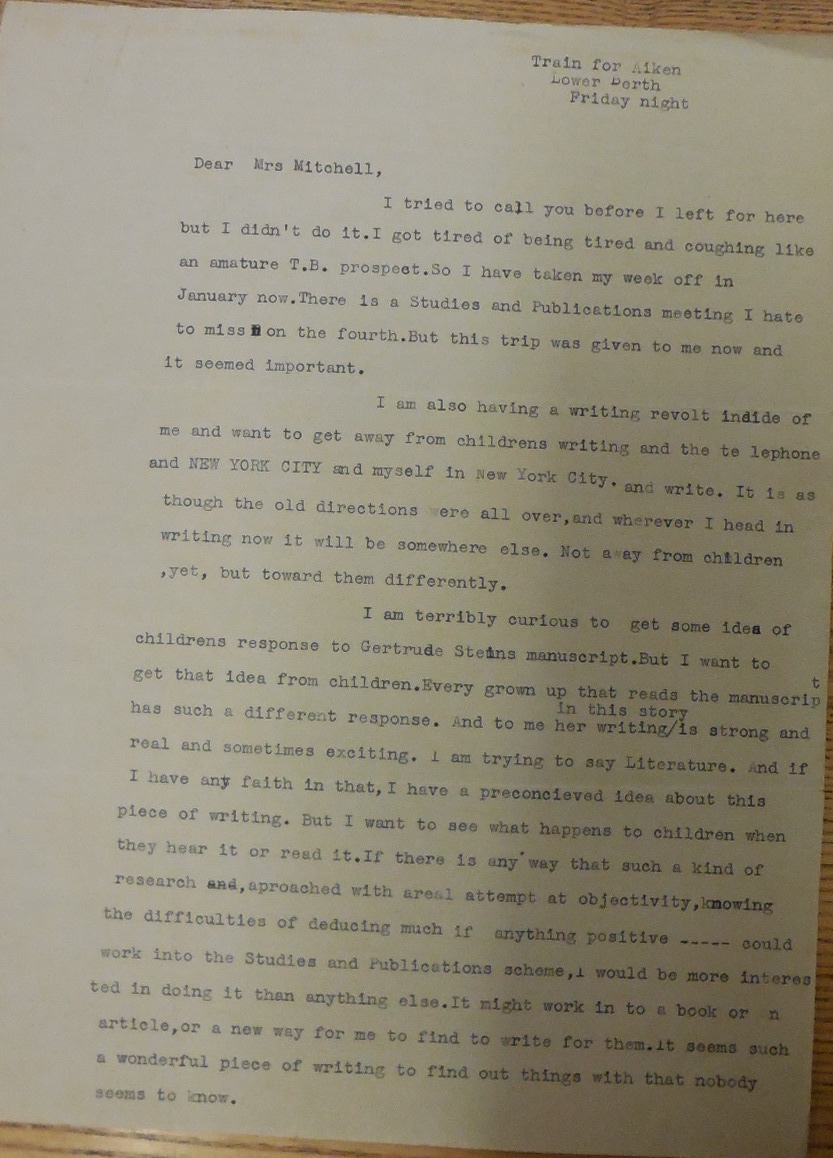 Train for Aiken
Lower Berth
Friday night
Dear Mrs Mitchell,
I tried to call you before I left for here
but I didn't do it.I got tired of being tired and coughing like
an amature T.B. prospect.So I have taken my week off in
January now.There is a Studies and Publications meeting I hate
to miss on the fourth.But this trip was given to me now and
it seemed important.
I am also having a writing revolt indide of
me and want to get away from childrens writing and the te lephone
and NEW YORK CITY and myself in New York City. and write. It is as
though the old directions were all over,and wherever I head in
writing now it will be somewhere else. Not away from children
,yet, but toward them differently.
I am terribly curious to get some idea of
childrens response to Gertrude Steins manuscript.But I want to
get that idea from children.Every grown up that reads the manuscript
in this story
has such a different response. And to me her writing/is strong and
real and sometimes exciting. I am trying to say Literature. And if
I have any faith in that,I have a preconcieved idea about this
piece of writing. But I want to see what happens to children when
they hear it or read it.If there is any way that such a kind of
research and,aproached with areal attempt at objectivity,knowing
the difficulties of deducing much if anything positive ----- could
work into the Studies and Publications scheme,I would be more interes
ted in doing it than anything else.It might work in to a book or n
article,or a new way for me to find to write for them.It seems such
a wonderful piece of writing to find out things with that nobody
seems to know.